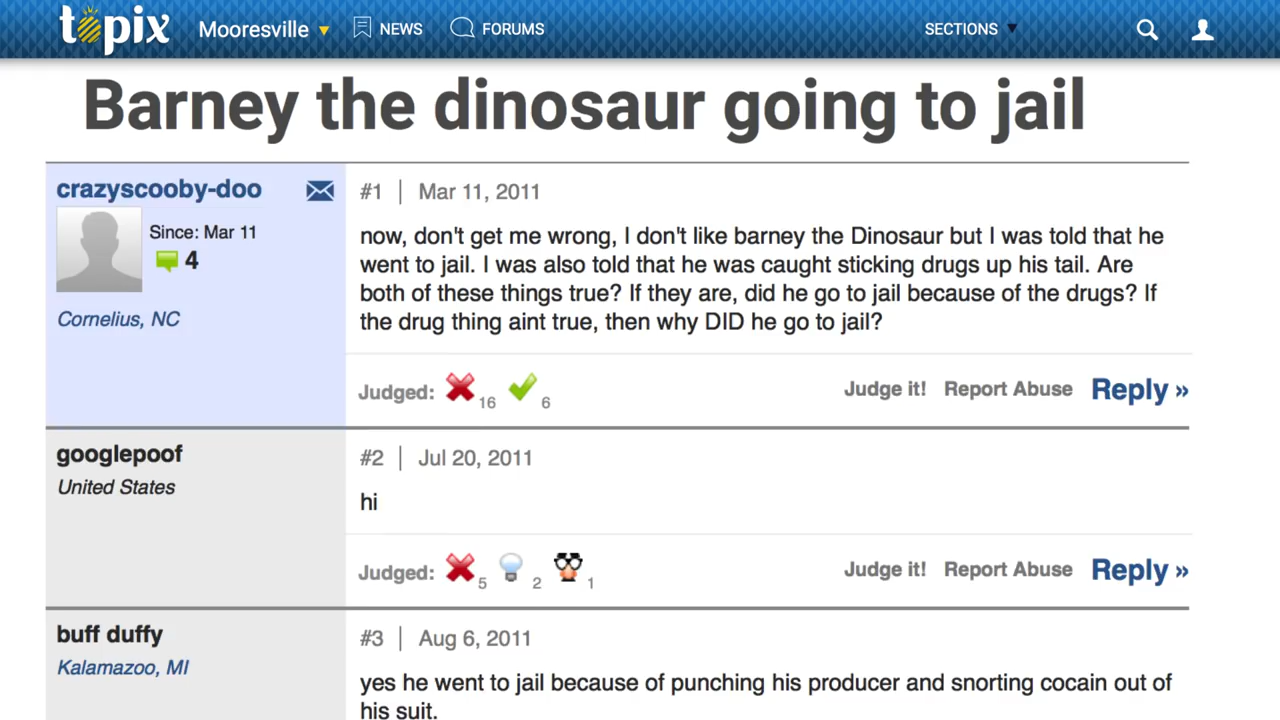 topix Mooresville NEWS FORUMS SECTIONS
Barney the dinosaur going to jail
crazyscooby-doo
Since: Mar 11
4
Cornelius, NC
#1 | Mar 11, 2011
now, don't get me wrong, I don't like barney the Dinosaur but I was told that he
went to jail. I was also told that he was caught sticking drugs up his tail. Are
both of these things true? If they are, did he go to jail because of the drugs? If
the drug thing aint true, then why DID he go to jail?
Judged: 16 6 Judge it! Report Abuse Reply »
googlepoof
United States
#2 | Jul 20, 2011
hi
Judged: 5 2 1 Judge it! Report Abuse Reply »
buff duffy
Kalamazoo, MI
#3 | Aug 6, 2011
yes he went to jail because of punching his producer and snorting cocain out of
his suit.